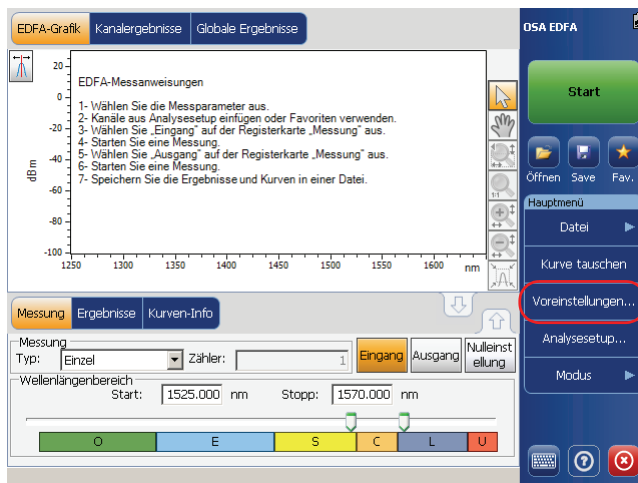 EDFA-Grafik Kanalergebnisse Globale Ergebnisse
OSA EDFA
EDFA-Messanweisungen
1- Wählen Sie die Messparameter aus.
2- Kanäle aus Analysesetup einfügen oder Favoriten verwenden.
3- Wählen Sie „Eingang" auf der Registerkarte „Messung" aus.
4- Starten Sie eine Messung.
5- Wählen Sie „Ausgang" auf der Registerkarte „Messung" aus.
6- Starten Sie eine Messung.
7- Speichern Sie die Ergebnisse und Kurven in einer Datei.
20
0
-20
-40
-60
-80
-100
dBm
1250 1300 1350 1400 1450 1500 1550 1600 nm
1:1
Start
Öffnen Save Fav.
Hauptmenü
Datei
Kurve tauschen
Voreinstellungen...
Analysesetup...
Modus
Messung Ergebnisse Kurven-Info
Messung
Typ: Einzel Zähler: 1 Eingang Ausgang Nulleinst
ellung
Wellenlängenbereich
Start: 1525.000 nm Stopp: 1570.000 nm
O E S C L U